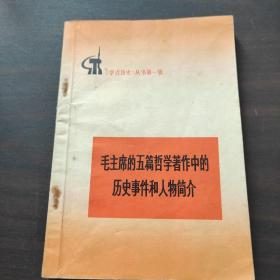 《学点历史》丛书第一辑
毛主席的五篇哲学著作中的
历史事件和人物简介